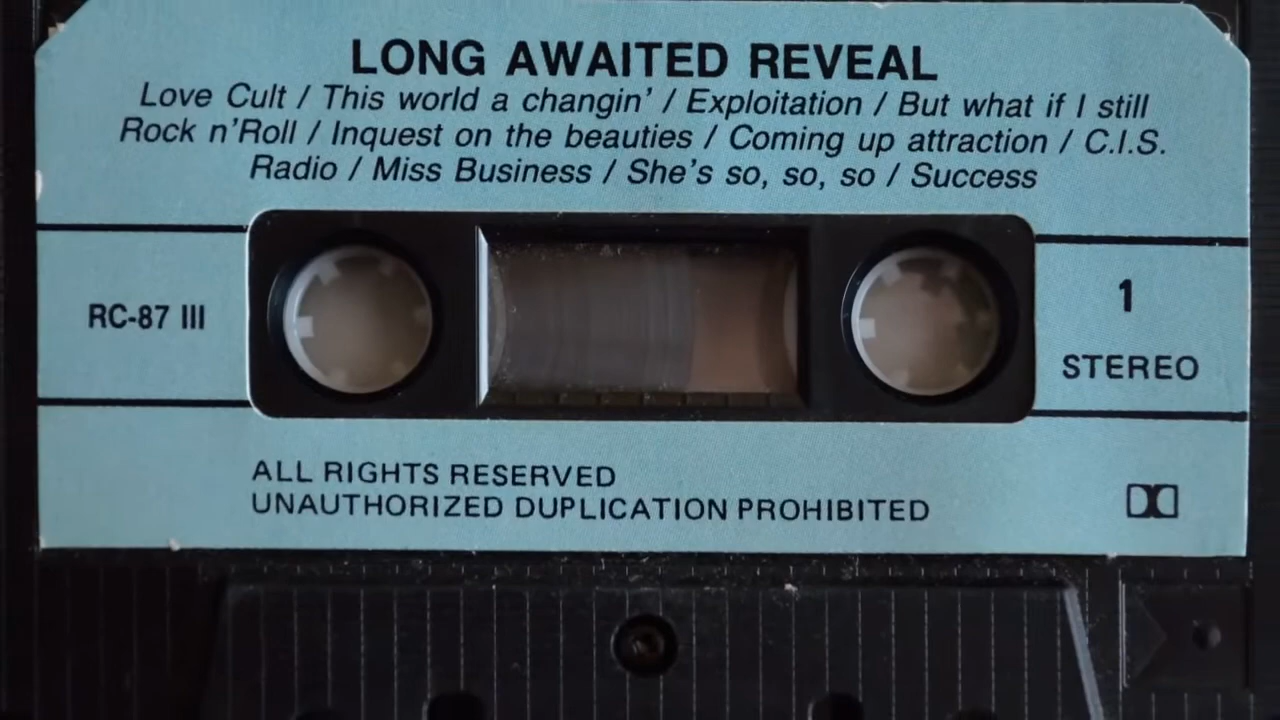 LONG AWAITED REVEAL
Love Cult / This world a changin' / Exploitation / But what if I still
Rock n'Roll / Inquest on the beauties / Coming up attraction / C.I.S.
Radio / Miss Business / She's so, so, so / Success
RC-87 III
1
STEREO
ALL RIGHTS RESERVED
UNAUTHORIZED DUPLICATION PROHIBITED